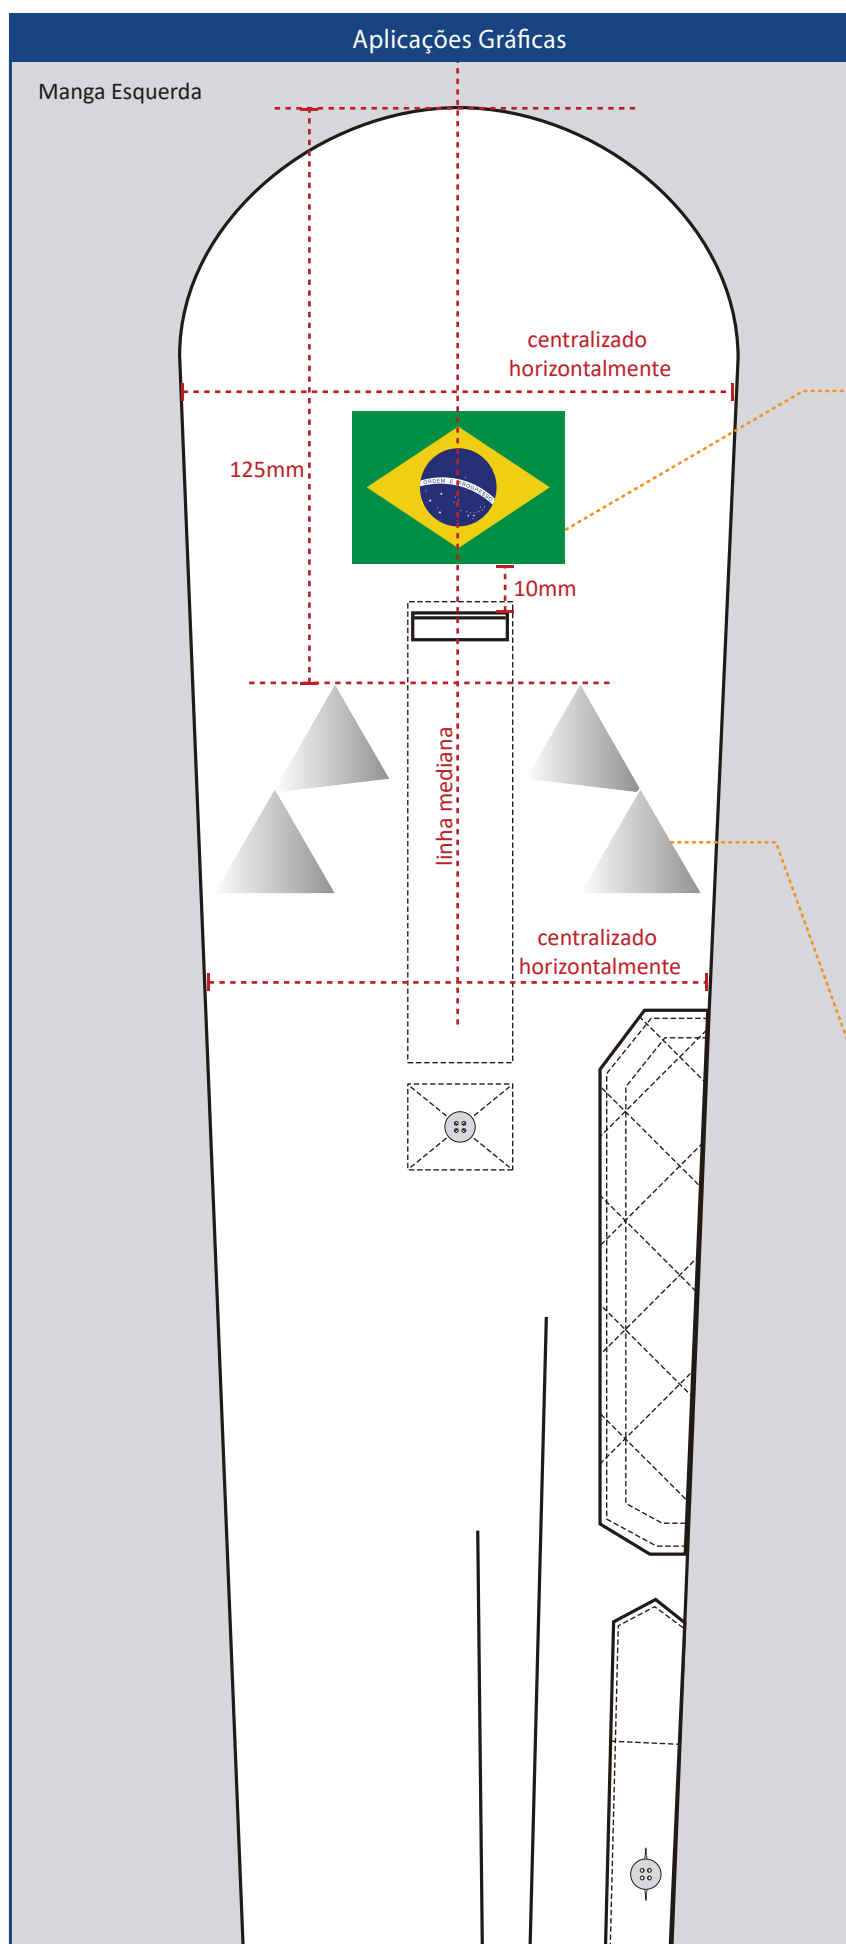 Aplicações Gráficas
Manga Esquerda
centralizado
horizontalmente
125mm
ORDEM E PROGRESSO
10mm
linha mediana
centralizado
horizontalmente